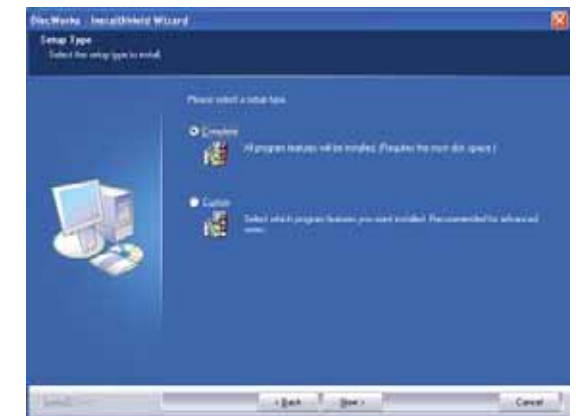 DiscWorks - InstallShield Wizard
Setup Type
Select the setup type to install.
Please select a setup type.
Complete
All program features will be installed. (Requires the most disk space.)
Custom
Select which program features you want installed. Recommended for advanced
users.
InstallShield
< Back
Next >
Cancel